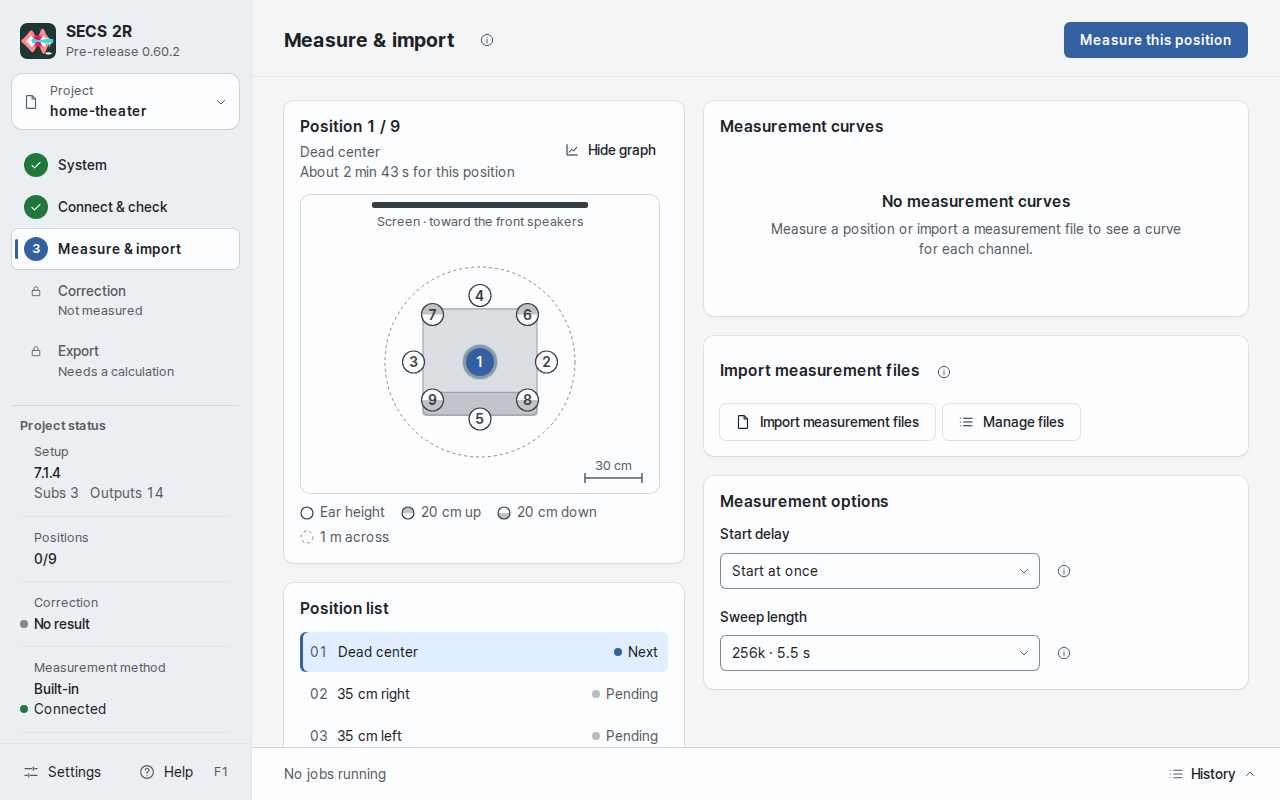 SECS 2R
Pre-release 0.60.2
Project
home-theater
System
Connect & check
3 Measure & import
Correction
Not measured
Export
Needs a calculation
Project status
Setup
7.1.4
Subs 3 Outputs 14
Positions
0/9
Correction
No result
Measurement method
Built-in
Connected
Settings
Help F1
Measure & import
Measure this position
Position 1 / 9
Dead center
Hide graph
About 2 min 43 s for this position
Screen · toward the front speakers
4
7
6
3
1
2
9
8
5
30 cm
Ear height
20 cm up
20 cm down
1 m across
Position list
01 Dead center Next
02 35 cm right Pending
03 35 cm left Pending
Measurement curves
No measurement curves
Measure a position or import a measurement file to see a curve
for each channel.
Import measurement files
Import measurement files
Manage files
Measurement options
Start delay
Start at once
Sweep length
256k · 5.5 s
No jobs running
History